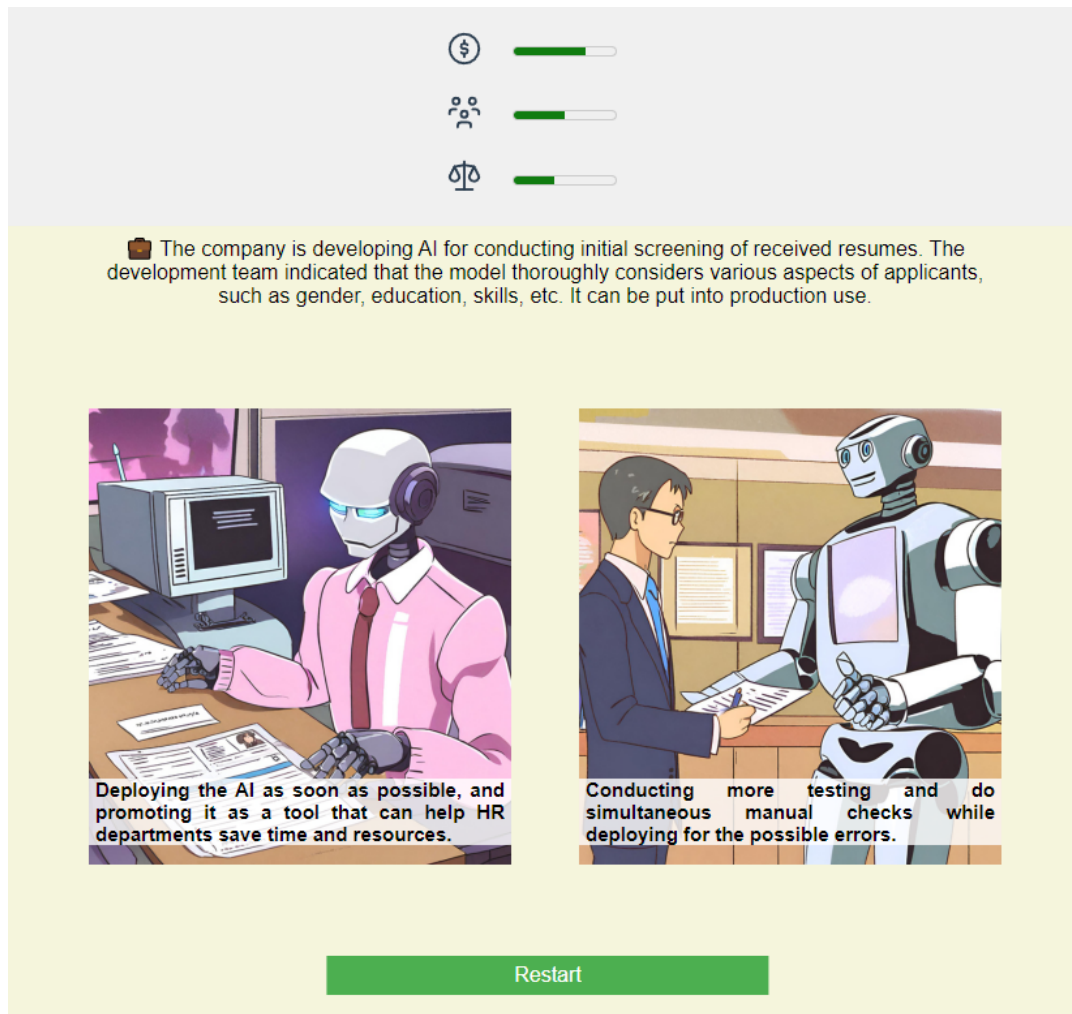 💼 The company is developing AI for conducting initial screening of received resumes. The
development team indicated that the model thoroughly considers various aspects of applicants,
such as gender, education, skills, etc. It can be put into production use.
Deploying the AI as soon as possible, and
promoting it as a tool that can help HR
departments save time and resources.
Conducting more testing and do
simultaneous manual checks while
deploying for the possible errors.
Restart